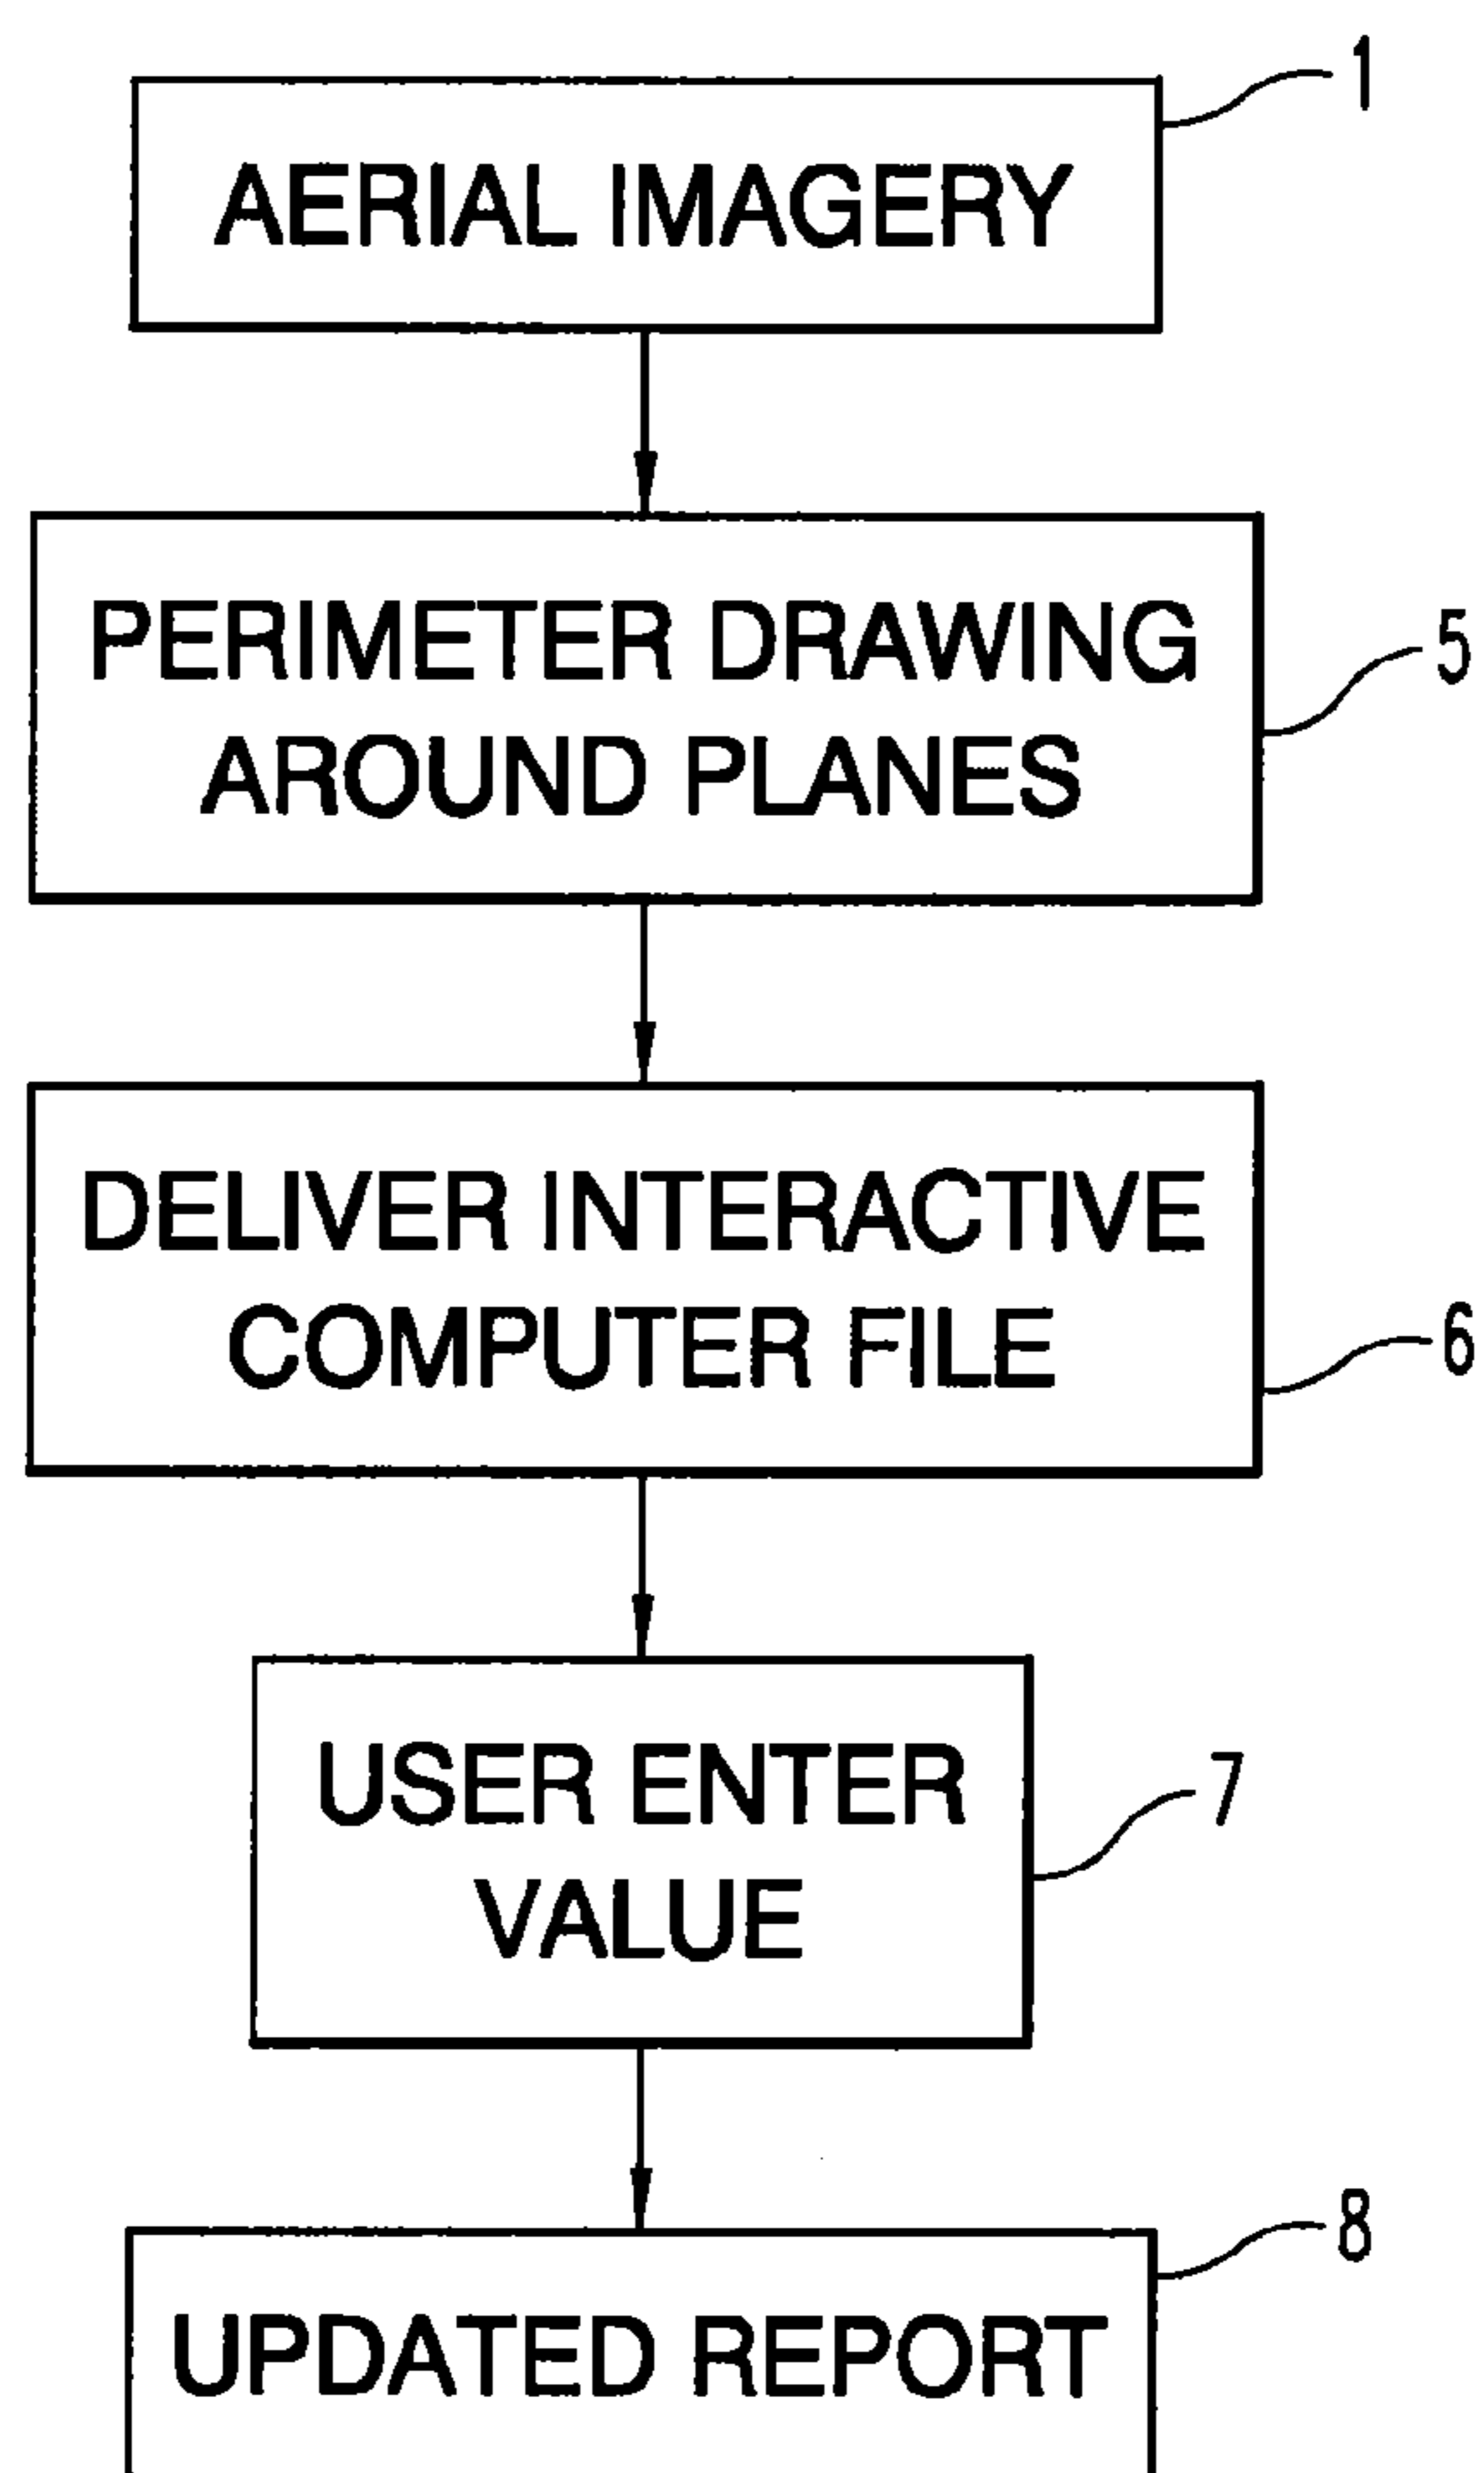 1
AERIAL IMAGERY
PERIMETER DRAWING
AROUND PLANES
5
DELIVER INTERACTIVE
COMPUTER FILE
6
USER ENTER
VALUE
7
8
UPDATED REPORT